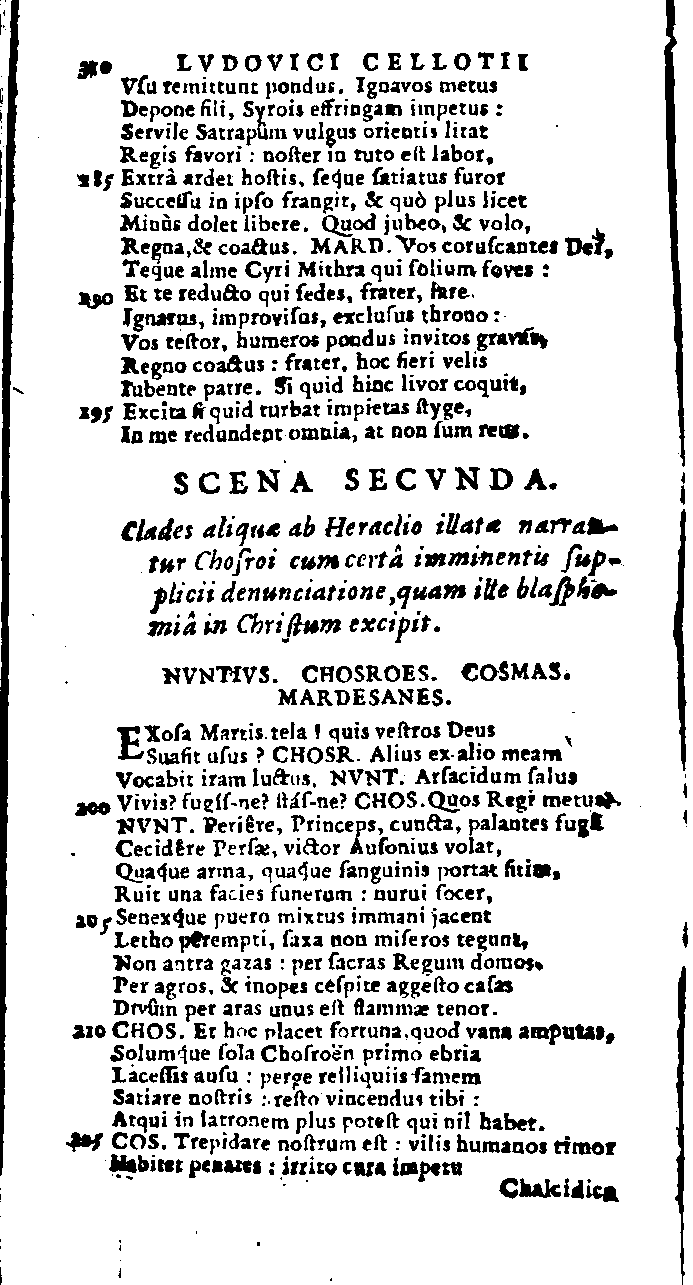 310 LVDOVICI CELLOTII
Vſu remittunt pondus. Ignavos metus
Depone fili, Syrois effringam impetus :
Servile Satrapûm vulgus orientis litat
Regis favori : noſter in tuto eſt labor,
285 Extrà ardet hoſtis, ſeque ſatiatus furor
Succeſſu in ipſo frangit, & quò plus licet
Minùs dolet libere. Quod jubeo, & volo,
Regna, & coactus. MARD. Vos coruſcantes Dei,
Teque alme Cyri Mithra qui ſolium foves :
290 Et te reducto qui ſedes, frater, lare
Ignarus, improviſus, excluſus throno :
Vos teſtor, humeros pondus invitos gravat,
Regno coactus : frater, hoc fieri velis
Iubente patre. Si quid hinc livor coquit,
295 Excita ſi quid turbat impietas ſtyge,
In me redundent omnia, at non ſum reus.
SCENA SECVNDA.
Clades aliquæ ab Heraclio illatæ narran-
tur Choſroi cum certâ imminentis ſup-
plicii denunciatione, quam ille blaſphe-
miâ in Chriſtum excipit.
NVNTIVS. CHOSROES. COSMAS.
MARDESANES.
EXoſa Martis tela ! quis veſtros Deus
Suaſit uſus ? CHOSR. Alius ex alio meam
Vocabit iram luctus. NVNT. Arſacidum ſalus
200 Vivis? fugiſ-ne? ſtáſ-ne? CHOS. Quos Regi metus?
NVNT. Periêre, Princeps, cuncta, palantes fugâ
Cecidêre Perſæ, victor Auſonius volat,
Quaque arma, quaque ſanguinis portat ſitim,
Ruit una facies funerum : nurui ſocer,
205 Senexque puero mixtus immani jacent
Letho perempti, ſaxa non miſeros tegunt,
Non antra gazas : per ſacras Regum domos,
Per agros, & inopes ceſpite aggeſto caſas
Divûm per aras unus eſt flammæ tenor.
210 CHOS. Et hoc placet fortuna, quod vana amputas,
Solumque ſola Choſroën primo ebria
Laceſſis auſu : perge relliquiis famem
Satiare noſtris : reſto vincendus tibi :
Atqui in latronem plus poteſt qui nil habet.
COS. Trepidare noſtrum eſt : vilis humanos timor
Habitet penates : irrito cura impetu
Chalcidica